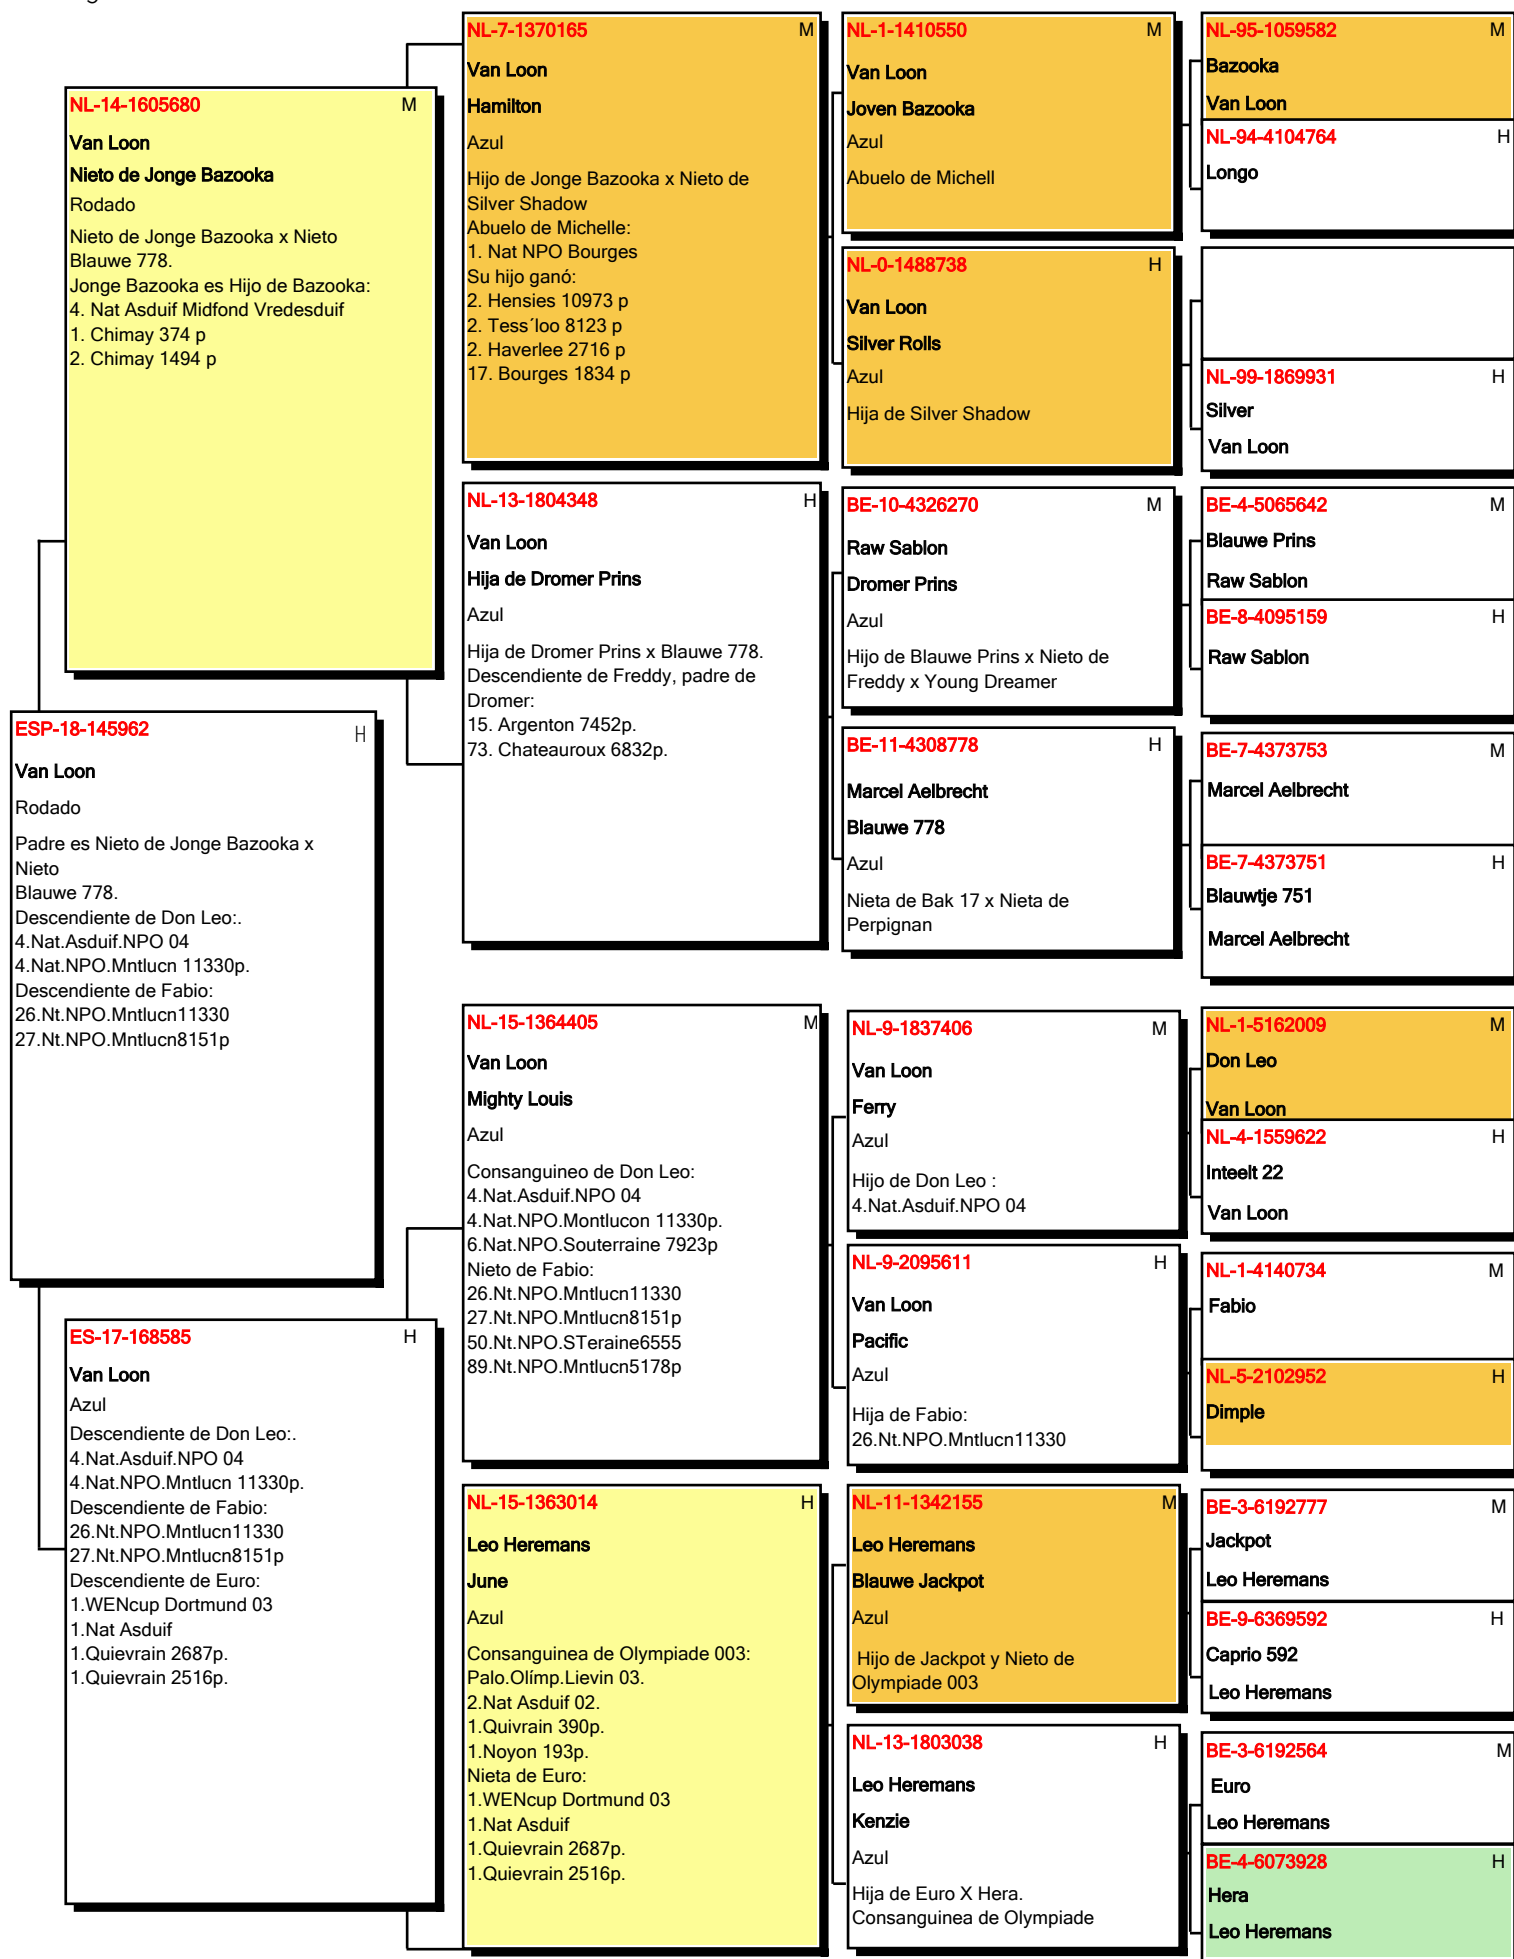 NL-14-1605680 M
Van Loon
Nieto de Jonge Bazooka
Rodado
Nieto de Jonge Bazooka x Nieto
Blauwe 778.
Jonge Bazooka es Hijo de Bazooka:
4. Nat Asduif Midfond Vredesduif
1. Chimay 374 p
2. Chimay 1494 p
ESP-18-145962 H
Van Loon
Rodado
Padre es Nieto de Jonge Bazooka x
Nieto
Blauwe 778.
Descendiente de Don Leo:.
4.Nat.Asduif.NPO 04
4.Nat.NPO.Mntlucn 11330p.
Descendiente de Fabio:
26.Nt.NPO.Mntlucn11330
27.Nt.NPO.Mntlucn8151p
ES-17-168585 H
Van Loon
Azul
Descendiente de Don Leo:.
4.Nat.Asduif.NPO 04
4.Nat.NPO.Mntlucn 11330p.
Descendiente de Fabio:
26.Nt.NPO.Mntlucn11330
27.Nt.NPO.Mntlucn8151p
Descendiente de Euro:
1.WENcup Dortmund 03
1.Nat Asduif
1.Quievrain 2687p.
1.Quievrain 2516p.
NL-7-1370165 M
Van Loon
Hamilton
Azul
Hijo de Jonge Bazooka x Nieto de
Silver Shadow
Abuelo de Michelle:
1. Nat NPO Bourges
Su hijo ganó:
2. Hensies 10973 p
2. Tess´loo 8123 p
2. Haverlee 2716 p
17. Bourges 1834 p
NL-13-1804348 H
Van Loon
Hija de Dromer Prins
Azul
Hija de Dromer Prins x Blauwe 778.
Descendiente de Freddy, padre de
Dromer:
15. Argenton 7452p.
73. Chateauroux 6832p.
NL-15-1364405 M
Van Loon
Mighty Louis
Azul
Consanguineo de Don Leo:
4.Nat.Asduif.NPO 04
4.Nat.NPO.Montlucon 11330p.
6.Nat.NPO.Souterraine 7923p
Nieto de Fabio:
26.Nt.NPO.Mntlucn11330
27.Nt.NPO.Mntlucn8151p
50.Nt.NPO.STeraine6555
89.Nt.NPO.Mntlucn5178p
NL-15-1363014 H
Leo Heremans
June
Azul
Consanguinea de Olympiade 003:
Palo.Olímp.Lievin 03.
2.Nat Asduif 02.
1.Quivrain 390p.
1.Noyon 193p.
Nieta de Euro:
1.WENcup Dortmund 03
1.Nat Asduif
1.Quievrain 2687p.
1.Quievrain 2516p.
NL-1-1410550 M
Van Loon
Joven Bazooka
Azul
Abuelo de Michell
NL-0-1488738 H
Van Loon
Silver Rolls
Azul
Hija de Silver Shadow
BE-10-4326270 M
Raw Sablon
Dromer Prins
Azul
Hijo de Blauwe Prins x Nieto de
Freddy x Young Dreamer
BE-11-4308778 H
Marcel Aelbrecht
Blauwe 778
Azul
Nieta de Bak 17 x Nieta de
Perpignan
NL-9-1837406 M
Van Loon
Ferry
Azul
Hijo de Don Leo :
4.Nat.Asduif.NPO 04
NL-9-2095611 H
Van Loon
Pacific
Azul
Hija de Fabio:
26.Nt.NPO.Mntlucn11330
NL-11-1342155 M
Leo Heremans
Blauwe Jackpot
Azul
Hijo de Jackpot y Nieto de
Olympiade 003
NL-13-1803038 H
Leo Heremans
Kenzie
Azul
Hija de Euro X Hera.
Consanguinea de Olympiade
NL-95-1059582 M
Bazooka
Van Loon
NL-94-4104764 H
Longo
NL-99-1869931 H
Silver
Van Loon
BE-4-5065642 M
Blauwe Prins
Raw Sablon
BE-8-4095159 H
Raw Sablon
BE-7-4373753 M
Marcel Aelbrecht
BE-7-4373751 H
Blauwtje 751
Marcel Aelbrecht
NL-1-5162009 M
Don Leo
Van Loon
NL-4-1559622 H
Inteelt 22
Van Loon
NL-1-4140734 M
Fabio
NL-5-2102952 H
Dimple
BE-3-6192777 M
Jackpot
Leo Heremans
BE-9-6369592 H
Caprio 592
Leo Heremans
BE-3-6192564 M
Euro
Leo Heremans
BE-4-6073928 H
Hera
Leo Heremans